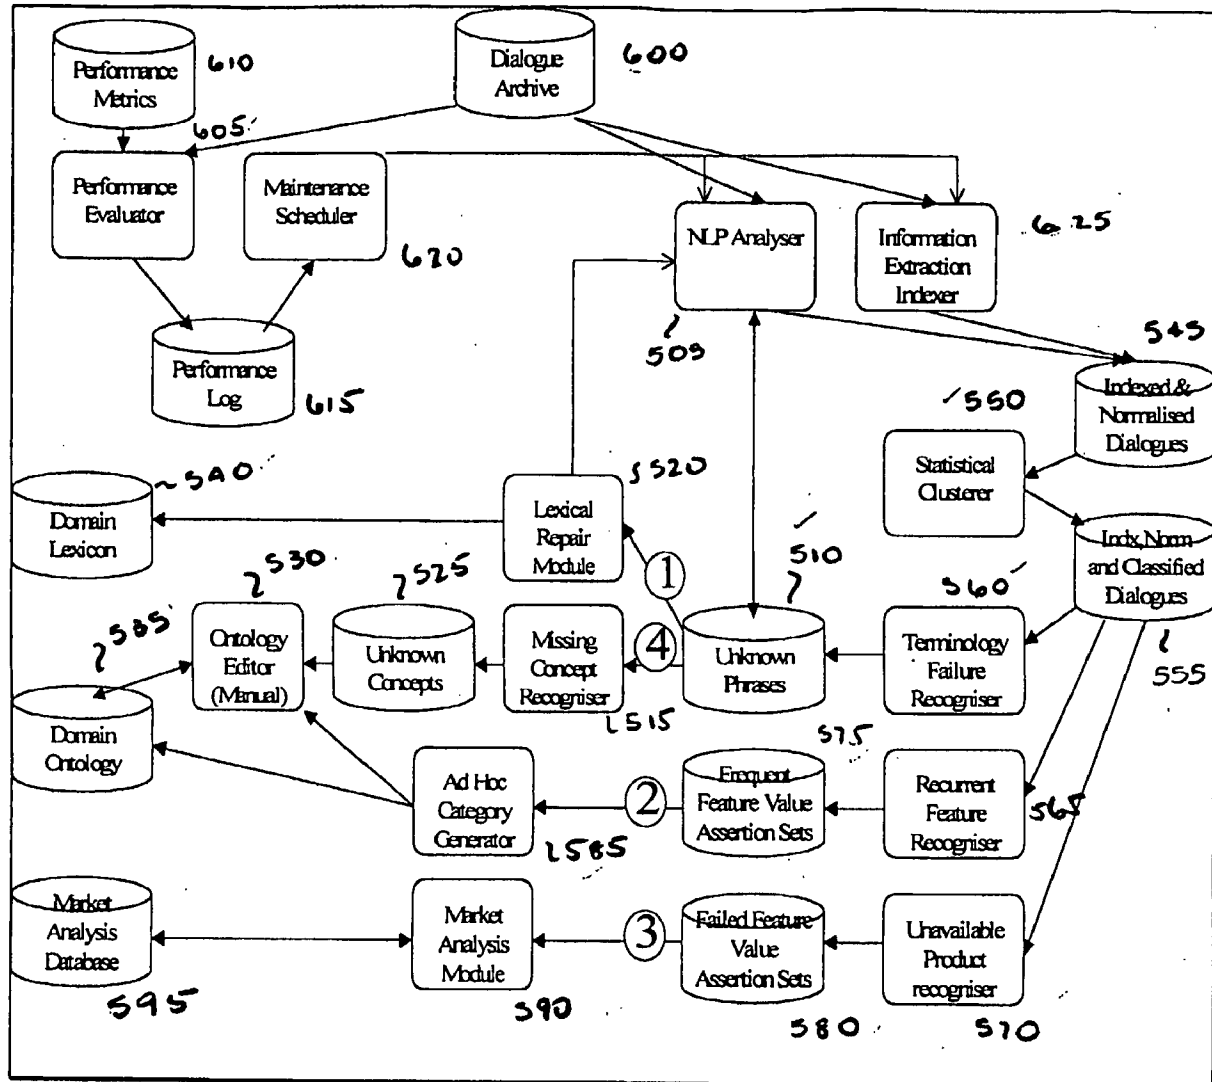 Performance
Metrics
610
Dialogue
Archive
600
605
Performance
Evaluator
Maintenance
Scheduler
620
NLP Analyser
505
Information
Extraction
Indexer
625
Performance
Log
615
545
Indexed &
Normalised
Dialogues
550
Statistical
Clusterer
540
Domain
Lexicon
520
Lexical
Repair
Module
1
510
Indx, Norm
and Classified
Dialogues
555
530
Ontology
Editor
(Manual)
525
Unknown
Concepts
Missing
Concept
Recogniser
515
4
Unknown
Phrases
560
Terminology
Failure
Recogniser
535
Domain
Ontology
Ad Hoc
Category
Generator
585
2
575
Frequent
Feature Value
Assertion Sets
Recurrent
Feature
Recogniser
565
Market
Analysis
Database
595
Market
Analysis
Module
590
3
Failed Feature
Value
Assertion Sets
580
Unavailable
Product
recogniser
570